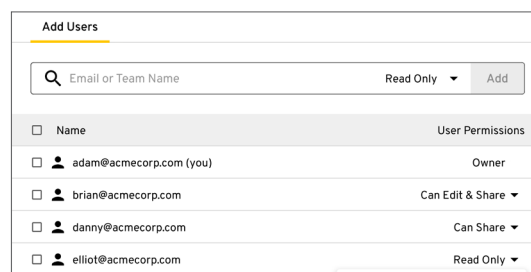 Add Users
Email or Team Name Read Only Add
Name User Permissions
adam@acmecorp.com (you) Owner
brian@acmecorp.com Can Edit & Share
danny@acmecorp.com Can Share
elliot@acmecorp.com Read Only